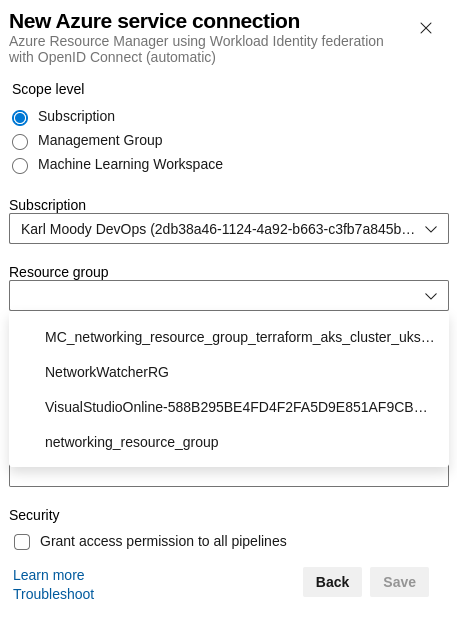 New Azure service connection
Azure Resource Manager using Workload Identity federation
with OpenID Connect (automatic)
Scope level
Subscription
Management Group
Machine Learning Workspace
Subscription
Karl Moody DevOps (2db38a46-1124-4a92-b663-c3fb7a845b…
Resource group
MC_networking_resource_group_terraform_aks_cluster_uks…
NetworkWatcherRG
VisualStudioOnline-588B295BE4FD4F2FA5D9E851AF9CB…
networking_resource_group
Security
Grant access permission to all pipelines
Learn more
Troubleshoot
Back
Save